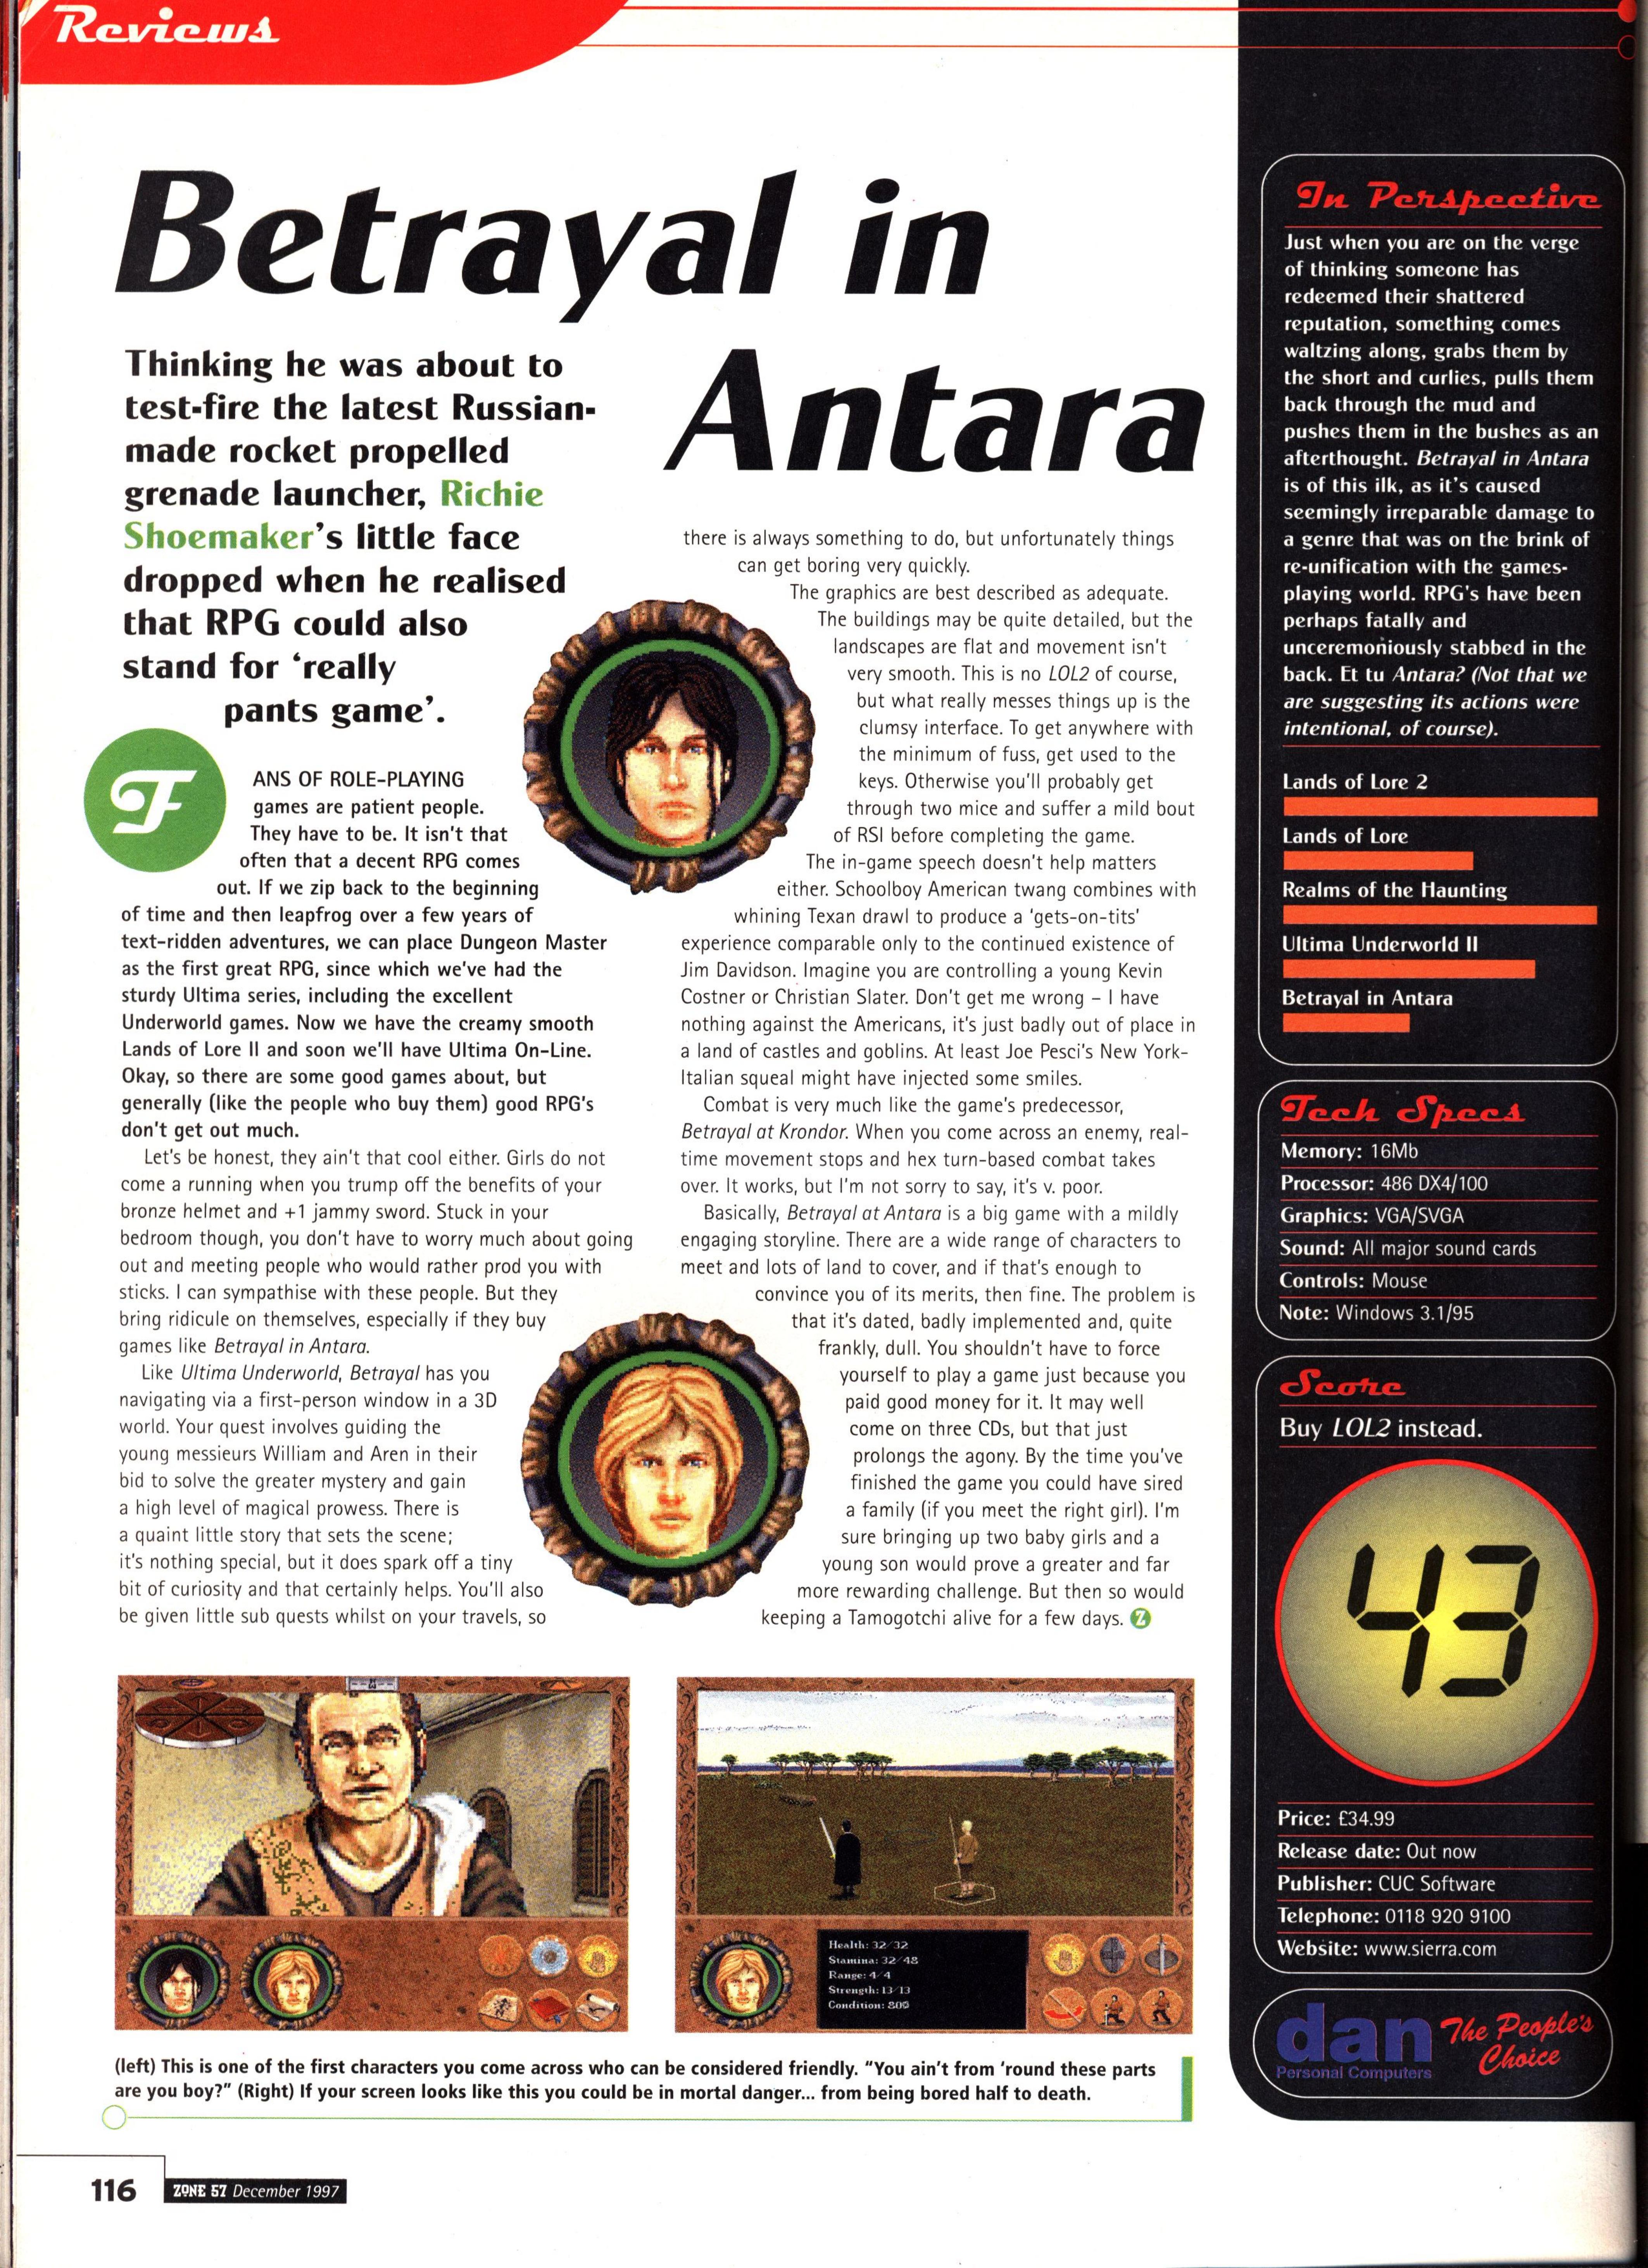 Reviews
Betrayal in
Antara
Thinking he was about to
test-fire the latest Russian-
made rocket propelled
grenade launcher, Richie
Shoemaker's little face
dropped when he realised
that RPG could also
stand for 'really
pants game'.
F
ANS OF ROLE-PLAYING
games are patient people.
They have to be. It isn't that
often that a decent RPG comes
out. If we zip back to the beginning
of time and then leapfrog over a few years of
text-ridden adventures, we can place Dungeon Master
as the first great RPG, since which we've had the
sturdy Ultima series, including the excellent
Underworld games. Now we have the creamy smooth
Lands of Lore II and soon we'll have Ultima On-Line.
Okay, so there are some good games about, but
generally (like the people who buy them) good RPG's
don't get out much.
Let's be honest, they ain't that cool either. Girls do not
come a running when you trump off the benefits of your
bronze helmet and +1 jammy sword. Stuck in your
bedroom though, you don't have to worry much about going
out and meeting people who would rather prod you with
sticks. I can sympathise with these people. But they
bring ridicule on themselves, especially if they buy
games like Betrayal in Antara.
Like Ultima Underworld, Betrayal has you
navigating via a first-person window in a 3D
world. Your quest involves guiding the
young messieurs William and Aren in their
bid to solve the greater mystery and gain
a high level of magical prowess. There is
a quaint little story that sets the scene;
it's nothing special, but it does spark off a tiny
bit of curiosity and that certainly helps. You'll also
be given little sub quests whilst on your travels, so
there is always something to do, but unfortunately things
can get boring very quickly.
The graphics are best described as adequate.
The buildings may be quite detailed, but the
landscapes are flat and movement isn't
very smooth. This is no LOL2 of course,
but what really messes things up is the
clumsy interface. To get anywhere with
the minimum of fuss, get used to the
keys. Otherwise you'll probably get
through two mice and suffer a mild bout
of RSI before completing the game.
The in-game speech doesn't help matters
either. Schoolboy American twang combines with
whining Texan drawl to produce a 'gets-on-tits'
experience comparable only to the continued existence of
Jim Davidson. Imagine you are controlling a young Kevin
Costner or Christian Slater. Don't get me wrong – I have
nothing against the Americans, it's just badly out of place in
a land of castles and goblins. At least Joe Pesci's New York-
Italian squeal might have injected some smiles.
Combat is very much like the game's predecessor,
Betrayal at Krondor. When you come across an enemy, real-
time movement stops and hex turn-based combat takes
over. It works, but I'm not sorry to say, it's v. poor.
Basically, Betrayal at Antara is a big game with a mildly
engaging storyline. There are a wide range of characters to
meet and lots of land to cover, and if that's enough to
convince you of its merits, then fine. The problem is
that it's dated, badly implemented and, quite
frankly, dull. You shouldn't have to force
yourself to play a game just because you
paid good money for it. It may well
come on three CDs, but that just
prolongs the agony. By the time you've
finished the game you could have sired
a family (if you meet the right girl). I'm
sure bringing up two baby girls and a
young son would prove a greater and far
more rewarding challenge. But then so would
keeping a Tamogotchi alive for a few days. Z
Health: 32/32
Stamina: 32/48
Range: 4/4
Strength: 13/13
Condition: 80%
(left) This is one of the first characters you come across who can be considered friendly. "You ain't from 'round these parts
are you boy?" (Right) If your screen looks like this you could be in mortal danger... from being bored half to death.
In Perspective
Just when you are on the verge
of thinking someone has
redeemed their shattered
reputation, something comes
waltzing along, grabs them by
the short and curlies, pulls them
back through the mud and
pushes them in the bushes as an
afterthought. Betrayal in Antara
is of this ilk, as it's caused
seemingly irreparable damage to
a genre that was on the brink of
re-unification with the games-
playing world. RPG's have been
perhaps fatally and
unceremoniously stabbed in the
back. Et tu Antara? (Not that we
are suggesting its actions were
intentional, of course).
Lands of Lore 2
Lands of Lore
Realms of the Haunting
Ultima Underworld II
Betrayal in Antara
Tech Specs
Memory: 16Mb
Processor: 486 DX4/100
Graphics: VGA/SVGA
Sound: All major sound cards
Controls: Mouse
Note: Windows 3.1/95
Score
Buy LOL2 instead.
43
Price: £34.99
Release date: Out now
Publisher: CUC Software
Telephone: 0118 920 9100
Website: www.sierra.com
dan
Personal Computers
The People's
Choice
116
ZONE 57 December 1997